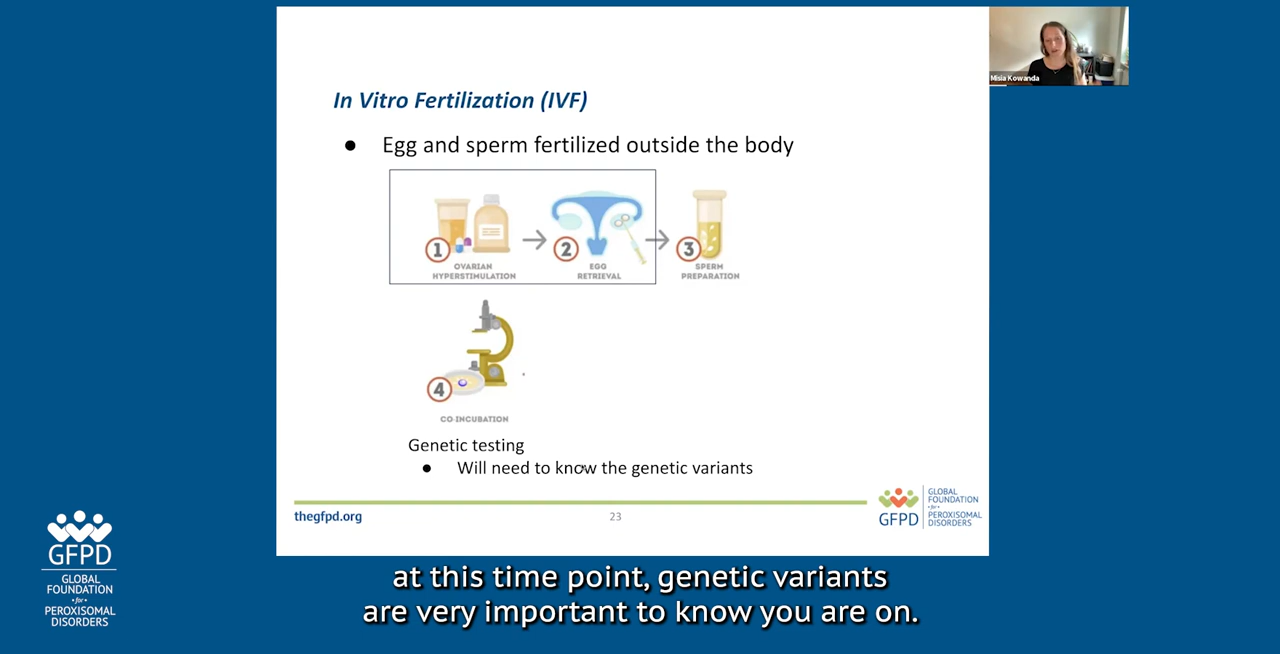 Misia Kowanda
In Vitro Fertilization (IVF)
● Egg and sperm fertilized outside the body
1
OVARIAN
HYPERSTIMULATION
2
EGG
RETRIEVAL
3
SPERM
PREPARATION
4
CO-INCUBATION
Genetic testing
● Will need to know the genetic variants
thegfpd.org
23
GFPD
GLOBAL
FOUNDATION
for
PEROXISOMAL
DISORDERS
GFPD
GLOBAL
FOUNDATION
for
PEROXISOMAL
DISORDERS
at this time point, genetic variants
are very important to know you are on.